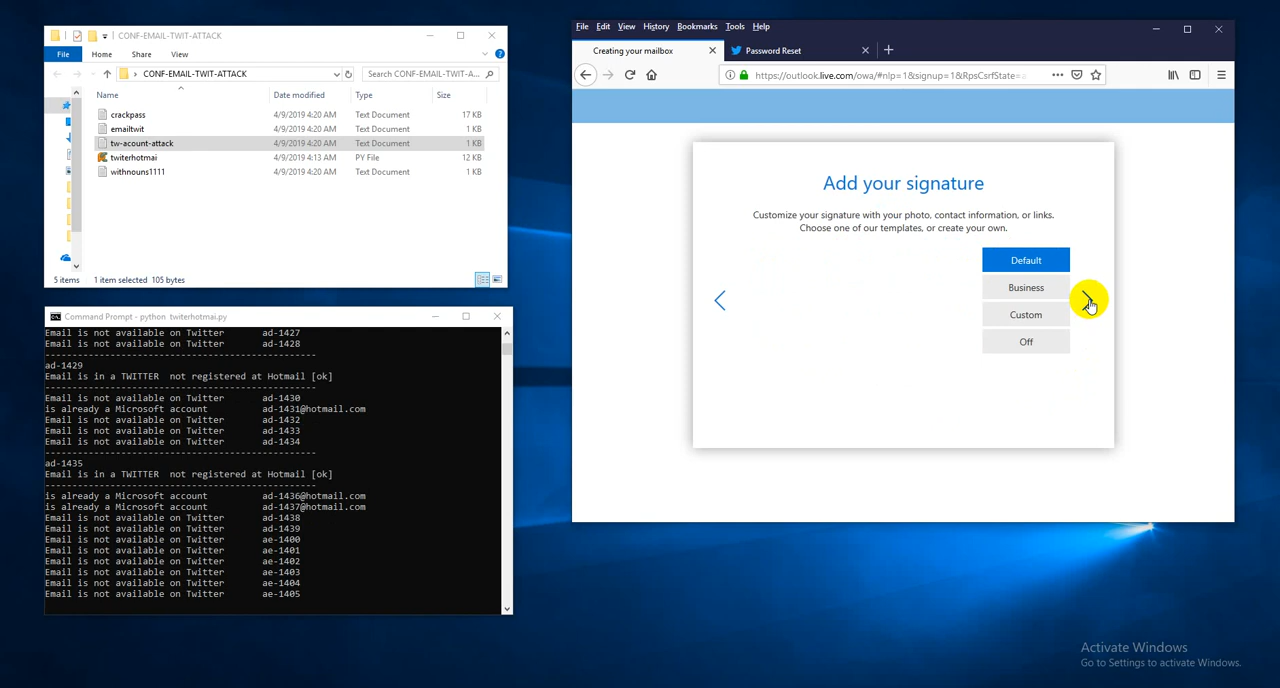 CONF-EMAIL-TWIT-ATTACK
File Home Share View
CONF-EMAIL-TWIT-ATTACK Search CONF-EMAIL-TWIT-A...
Name Date modified Type Size
crackpass 4/9/2019 4:20 AM Text Document 17 KB
emailtwit 4/9/2019 4:20 AM Text Document 1 KB
tw-acount-attack 4/9/2019 4:20 AM Text Document 1 KB
twiterhotmai 4/9/2019 4:13 AM PY File 12 KB
withnouns1111 4/9/2019 4:20 AM Text Document 1 KB
5 items 1 item selected 105 bytes
Command Prompt - python twiterhotmai.py
Email is not available on Twitter ad-1427
Email is not available on Twitter ad-1428
--------------------------------------------------
ad-1429
Email is in a TWITTER not registered at Hotmail [ok]
--------------------------------------------------
Email is not available on Twitter ad-1430
is already a Microsoft account ad-1431@hotmail.com
Email is not available on Twitter ad-1432
Email is not available on Twitter ad-1433
Email is not available on Twitter ad-1434
--------------------------------------------------
ad-1435
Email is in a TWITTER not registered at Hotmail [ok]
--------------------------------------------------
is already a Microsoft account ad-1436@hotmail.com
is already a Microsoft account ad-1437@hotmail.com
Email is not available on Twitter ad-1438
Email is not available on Twitter ad-1439
Email is not available on Twitter ae-1400
Email is not available on Twitter ae-1401
Email is not available on Twitter ae-1402
Email is not available on Twitter ae-1403
Email is not available on Twitter ae-1404
Email is not available on Twitter ae-1405
File Edit View History Bookmarks Tools Help
Creating your mailbox Password Reset
https://outlook.live.com/owa/#nlp=1&signup=1&RpsCsrfState=
Add your signature
Customize your signature with your photo, contact information, or links.
Choose one of our templates, or create your own.
Default
Business
Custom
Off
Activate Windows
Go to Settings to activate Windows.